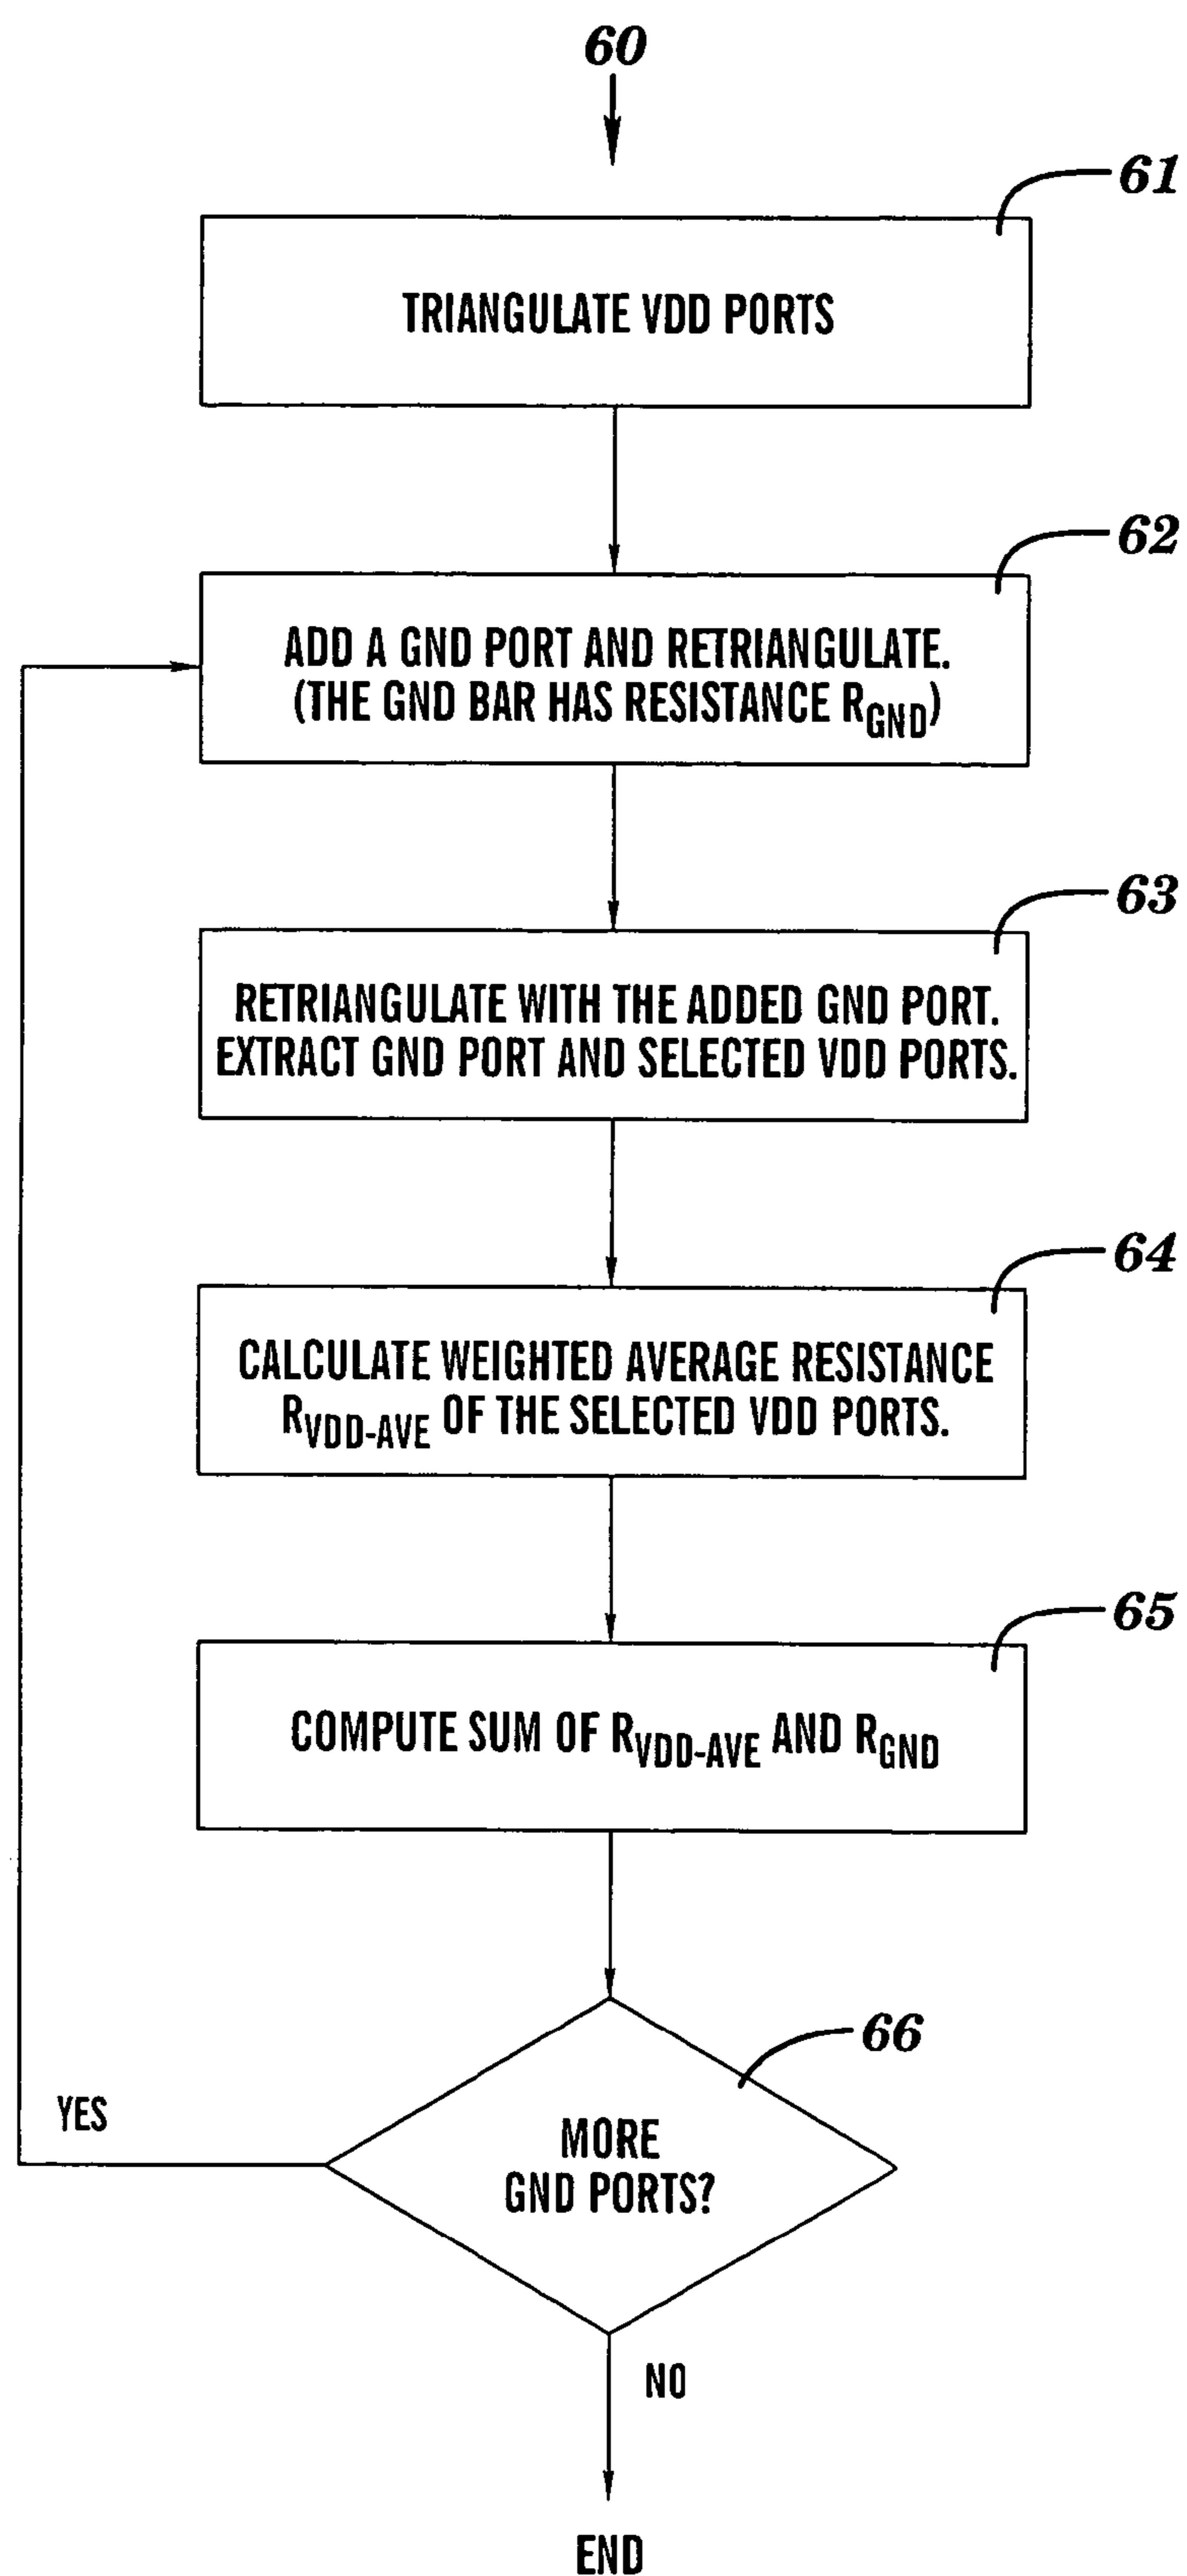 60
61
TRIANGULATE VDD PORTS
62
ADD A GND PORT AND RETRIANGULATE.
(THE GND BAR HAS RESISTANCE RGND)
63
RETRIANGULATE WITH THE ADDED GND PORT.
EXTRACT GND PORT AND SELECTED VDD PORTS.
64
CALCULATE WEIGHTED AVERAGE RESISTANCE
RVDD-AVE OF THE SELECTED VDD PORTS.
65
COMPUTE SUM OF RVDD-AVE AND RGND
66
YES
MORE
GND PORTS?
NO
END